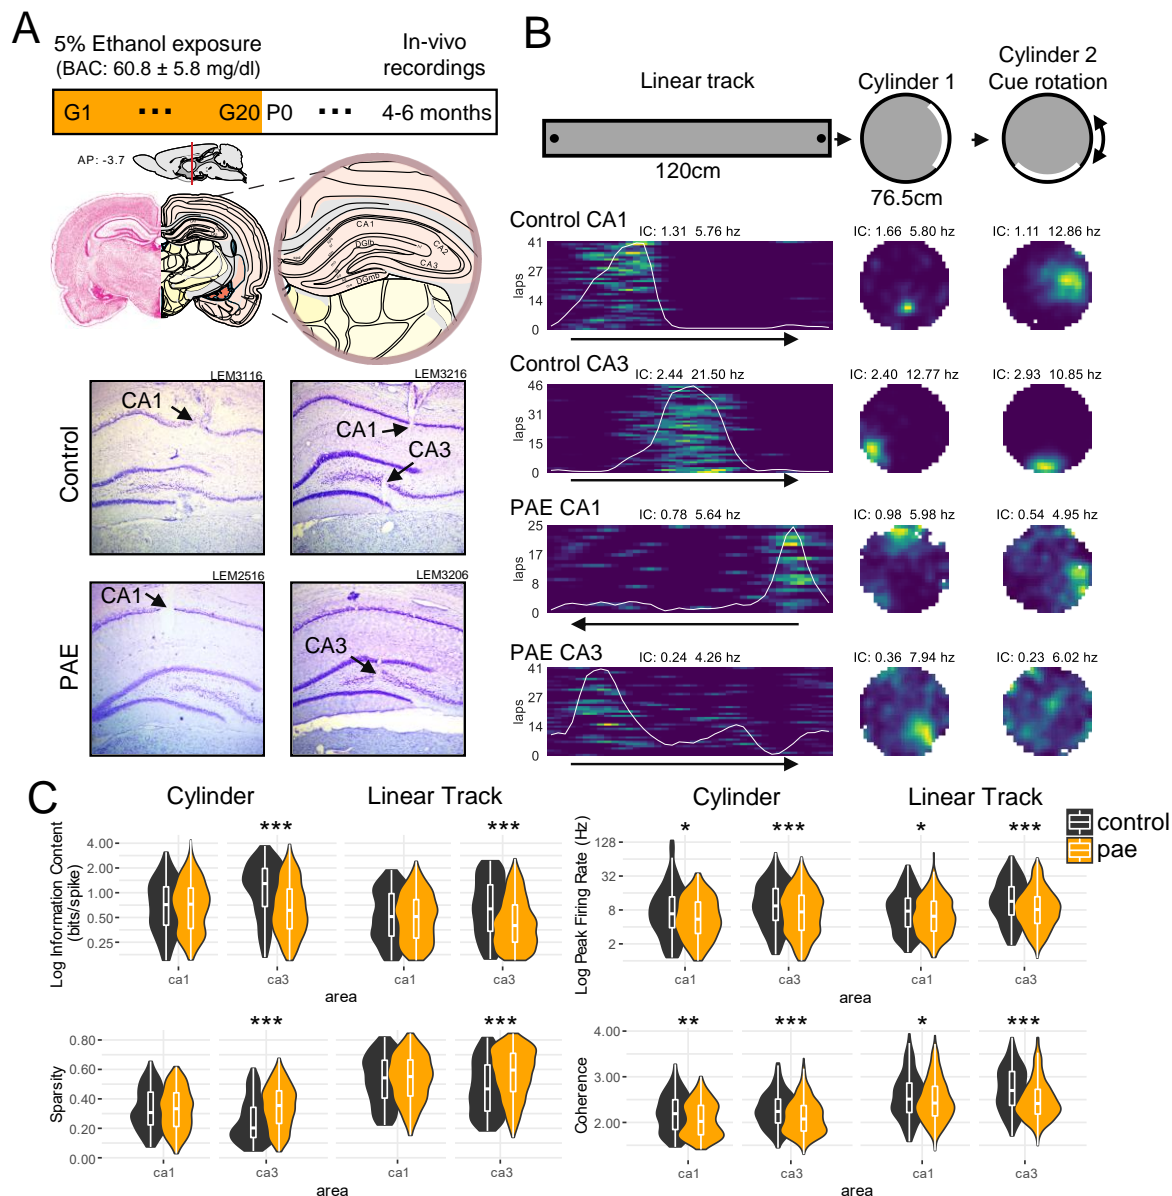 A
5% Ethanol exposure
(BAC: 60.8 ± 5.8 mg/dl)
In-vivo
recordings
G1 ... G20 P0 ... 4-6 months
AP: -3.7
CA1
DGlb
CA2
CA3
DGmb
LEM3116
CA1
LEM3216
CA1
CA3
Control
LEM2516
CA1
LEM3206
CA3
PAE
B
Linear track
Cylinder 1
Cylinder 2
Cue rotation
120cm
76.5cm
Control CA1
IC: 1.31 5.76 hz
IC: 1.66 5.80 hz
IC: 1.11 12.86 hz
laps
41
27
14
0
Control CA3
IC: 2.44 21.50 hz
IC: 2.40 12.77 hz
IC: 2.93 10.85 hz
laps
46
31
15
0
PAE CA1
IC: 0.78 5.64 hz
IC: 0.98 5.98 hz
IC: 0.54 4.95 hz
laps
25
17
8
0
PAE CA3
IC: 0.24 4.26 hz
IC: 0.36 7.94 hz
IC: 0.23 6.02 hz
laps
41
27
14
0
C
Cylinder
Linear Track
*** ***
Log Information Content
(bits/spike)
4.00
2.00
1.00
0.50
0.25
ca1 ca3 ca1 ca3
area
Cylinder
Linear Track
control
pae
* *** * ***
Log Peak Firing Rate (Hz)
128
32
8
2
ca1 ca3 ca1 ca3
area
*** ***
Sparsity
0.80
0.60
0.40
0.20
0.00
ca1 ca3 ca1 ca3
area
** *** * ***
Coherence
4.00
3.00
2.00
ca1 ca3 ca1 ca3
area